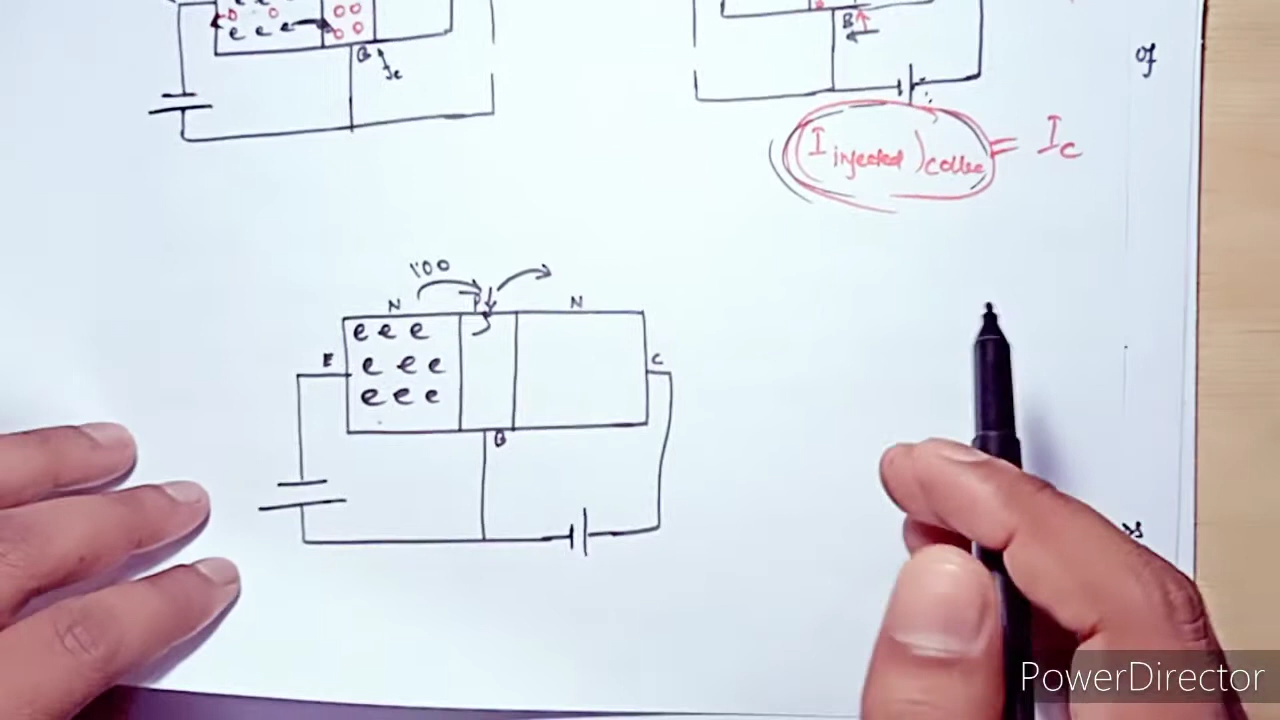 e e e
B
Ic
B
of
I injected) collec = Ic
100
N P N
e e e
E e e e C
e e e
B
PowerDirector